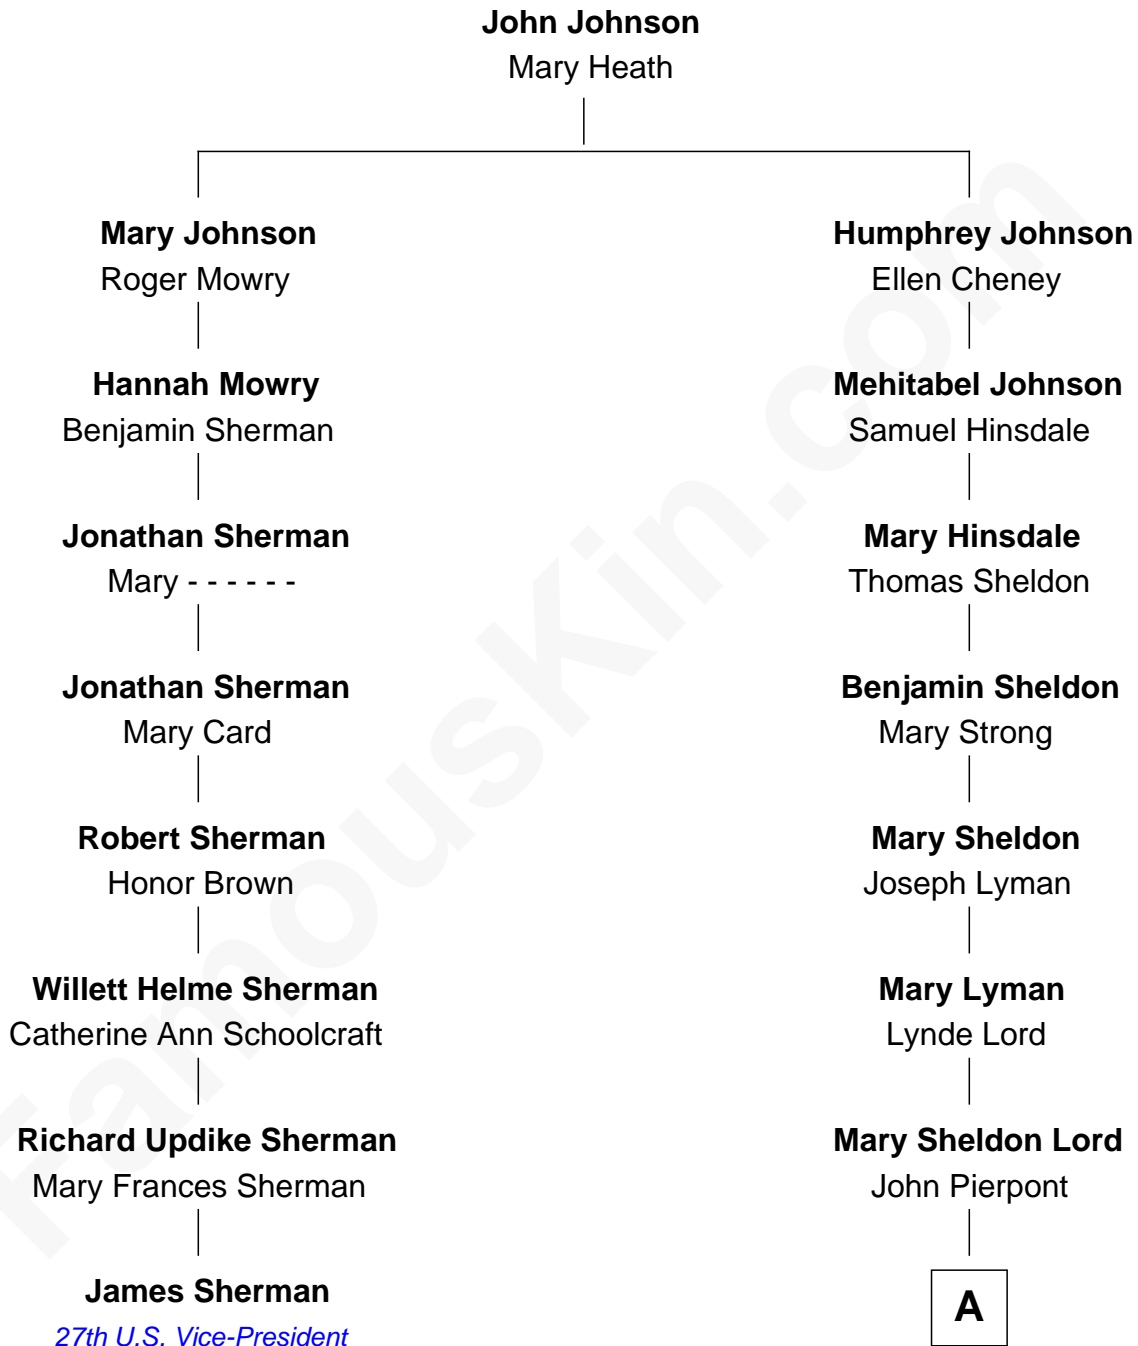 John Johnson
Mary Heath
Mary Johnson
Roger Mowry
Humphrey Johnson
Ellen Cheney
Hannah Mowry
Benjamin Sherman
Mehitabel Johnson
Samuel Hinsdale
Jonathan Sherman
Mary - - - - - -
Mary Hinsdale
Thomas Sheldon
Jonathan Sherman
Mary Card
Benjamin Sheldon
Mary Strong
Robert Sherman
Honor Brown
Mary Sheldon
Joseph Lyman
Willett Helme Sherman
Catherine Ann Schoolcraft
Mary Lyman
Lynde Lord
Richard Updike Sherman
Mary Frances Sherman
Mary Sheldon Lord
John Pierpont
James Sherman
27th U.S. Vice-President
A
FamousKin.com